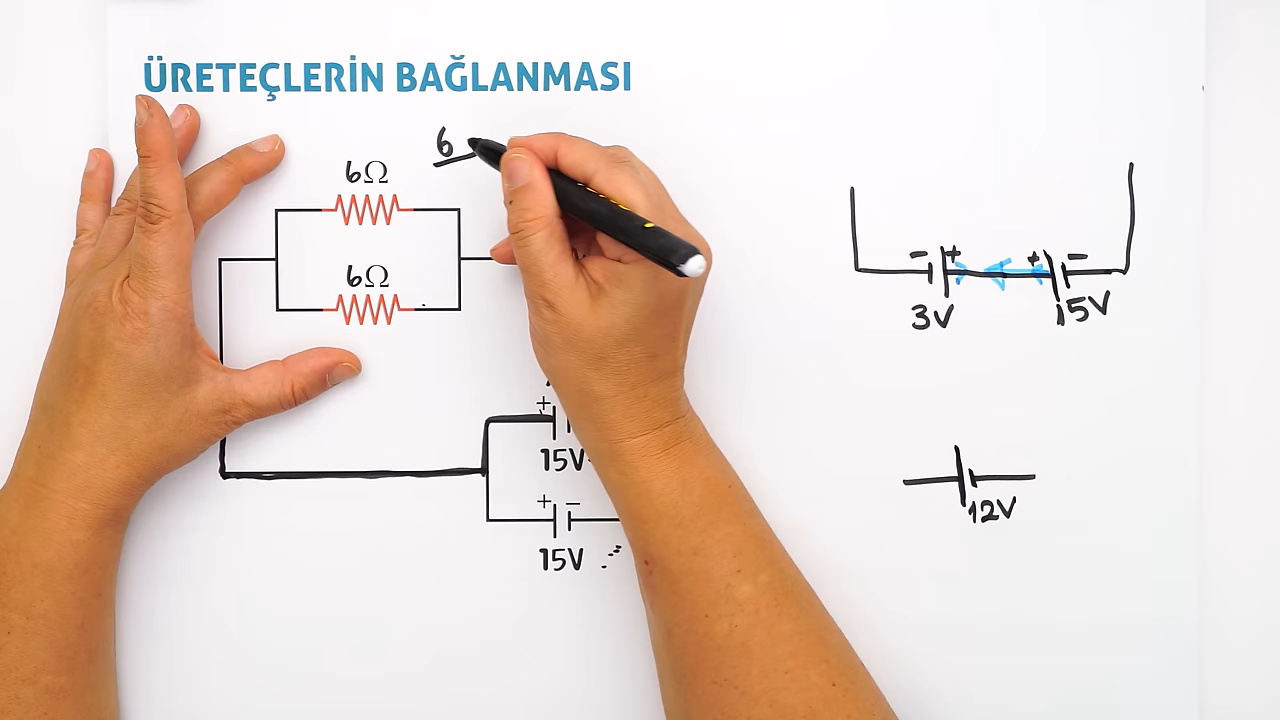 ÜRETEÇLERİN BAĞLANMASI
6
6Ω
6Ω
- + + -
3V 15V
+
15V
+ -
15V
12V